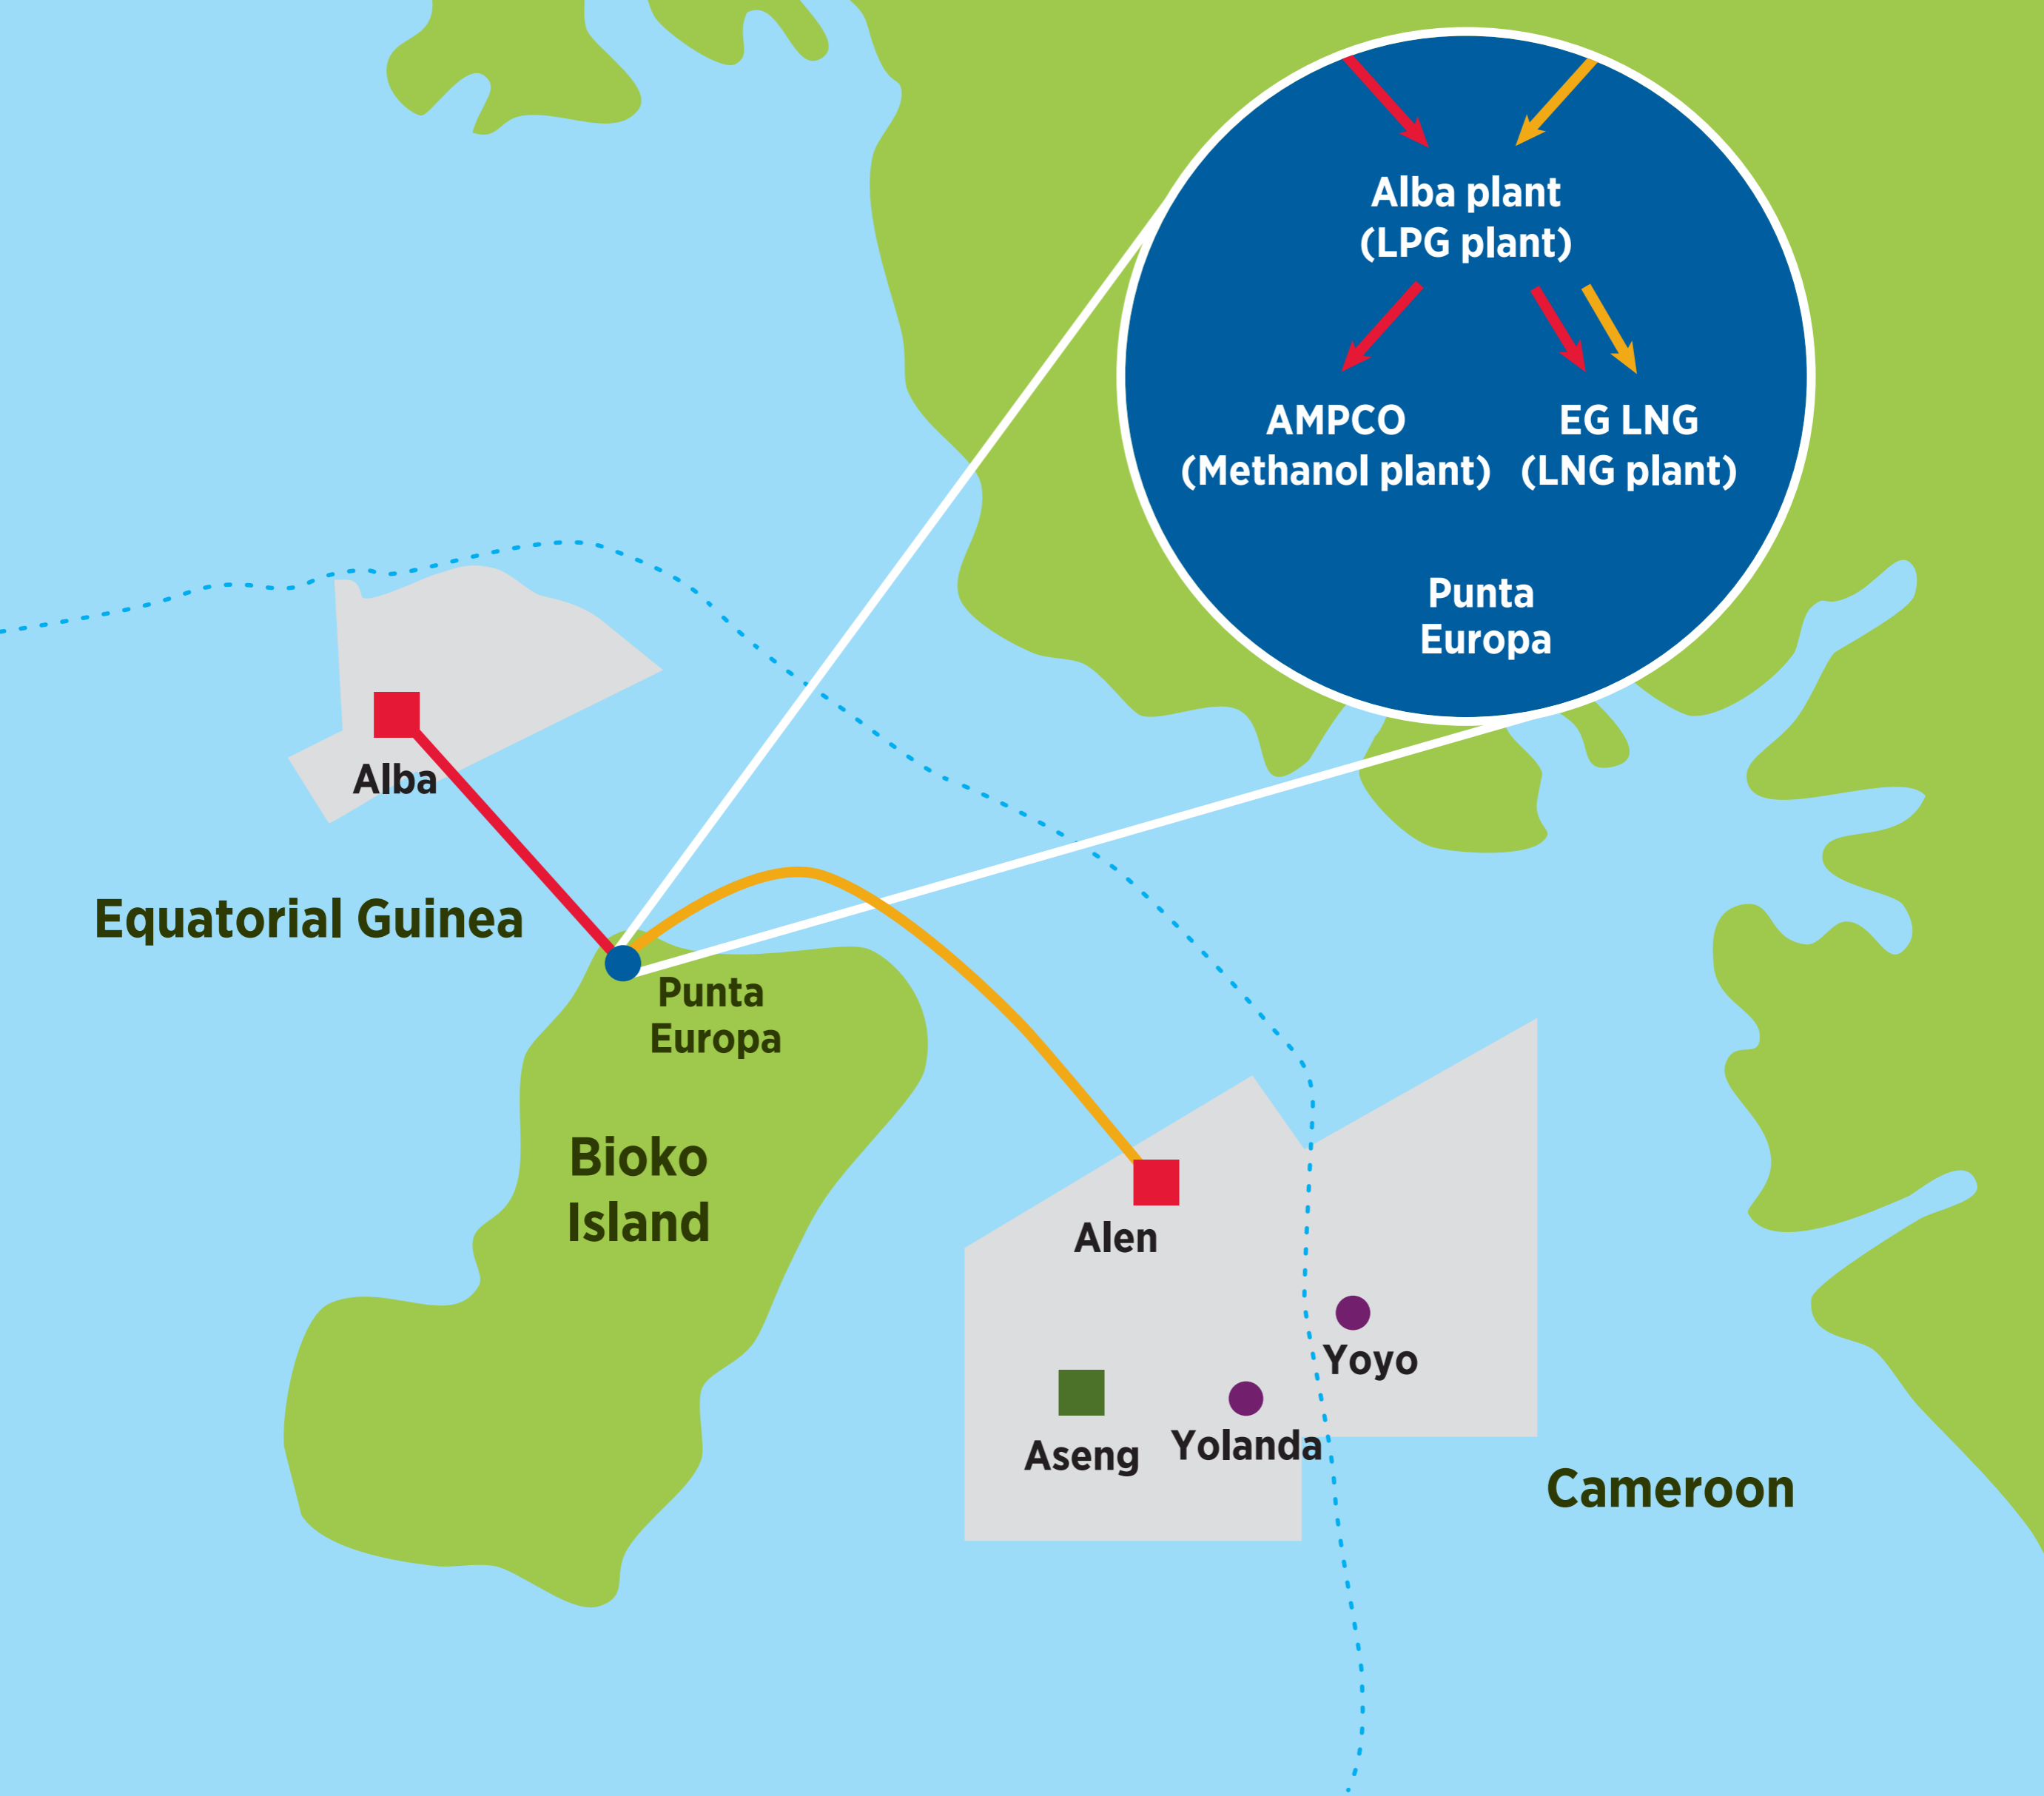 Alba plant
(LPG plant)
AMPCO
(Methanol plant)
EG LNG
(LNG plant)
Punta
Europa
Alba
Equatorial Guinea
Punta
Europa
Bioko
Island
Alen
Yoyo
Aseng
Yolanda
Cameroon